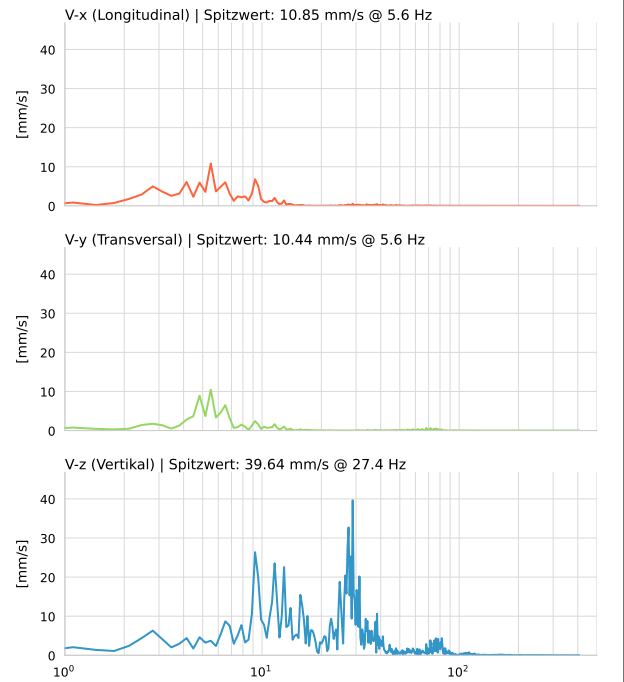 V-x (Longitudinal) | Spitzwert: 10.85 mm/s @ 5.6 Hz
[mm/s]
40
30
20
10
0
V-y (Transversal) | Spitzwert: 10.44 mm/s @ 5.6 Hz
[mm/s]
40
30
20
10
0
V-z (Vertikal) | Spitzwert: 39.64 mm/s @ 27.4 Hz
[mm/s]
40
30
20
10
0
10⁰ 10¹ 10²